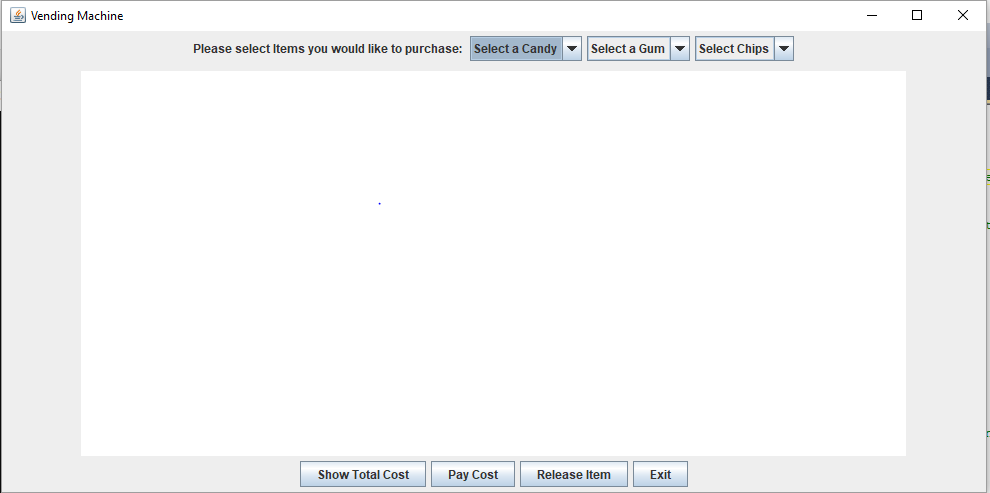 Vending Machine
Please select Items you would like to purchase: Select a Candy Select a Gum Select Chips
Show Total Cost Pay Cost Release Item Exit